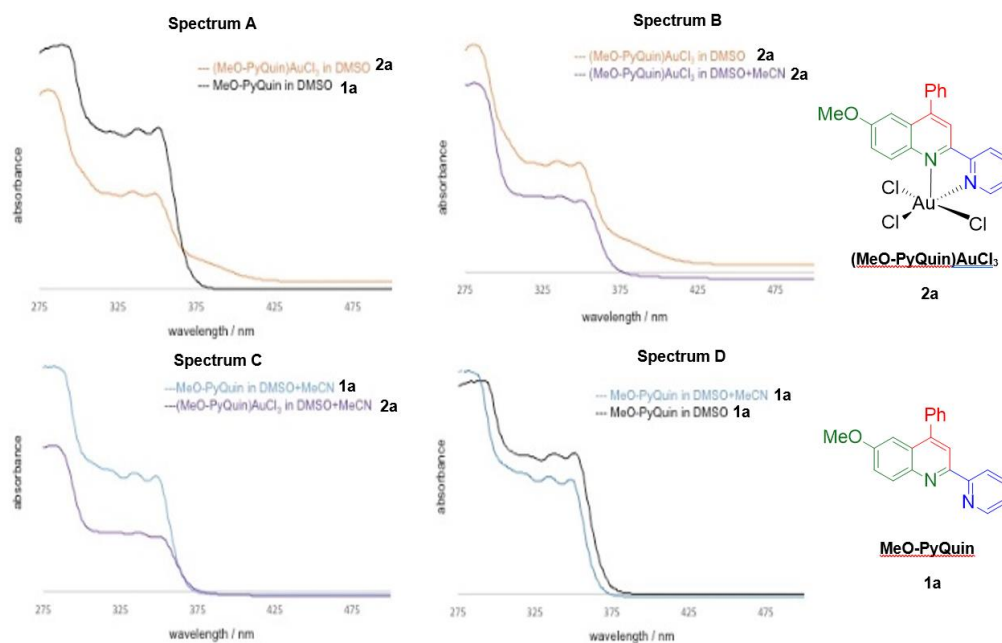 Spectrum A
(MeO-PyQuin)AuCl₃ in DMSO 2a
MeO-PyQuin in DMSO 1a
absorbance
275 325 375 425 475
wavelength / nm
Spectrum B
(MeO-PyQuin)AuCl₃ in DMSO 2a
(MeO-PyQuin)AuCl₃ in DMSO+MeCN 2a
absorbance
275 325 375 425 475
wavelength / nm
Ph
MeO
N
N
Cl
Au
Cl
Cl
(MeO-PyQuin)AuCl₃
2a
Spectrum C
MeO-PyQuin in DMSO+MeCN 1a
(MeO-PyQuin)AuCl₃ in DMSO+MeCN 2a
absorbance
275 325 375 425 475
wavelength / nm
Spectrum D
MeO-PyQuin in DMSO+MeCN 1a
MeO-PyQuin in DMSO 1a
absorbance
275 325 375 425 475
wavelength / nm
Ph
MeO
N
N
MeO-PyQuin
1a